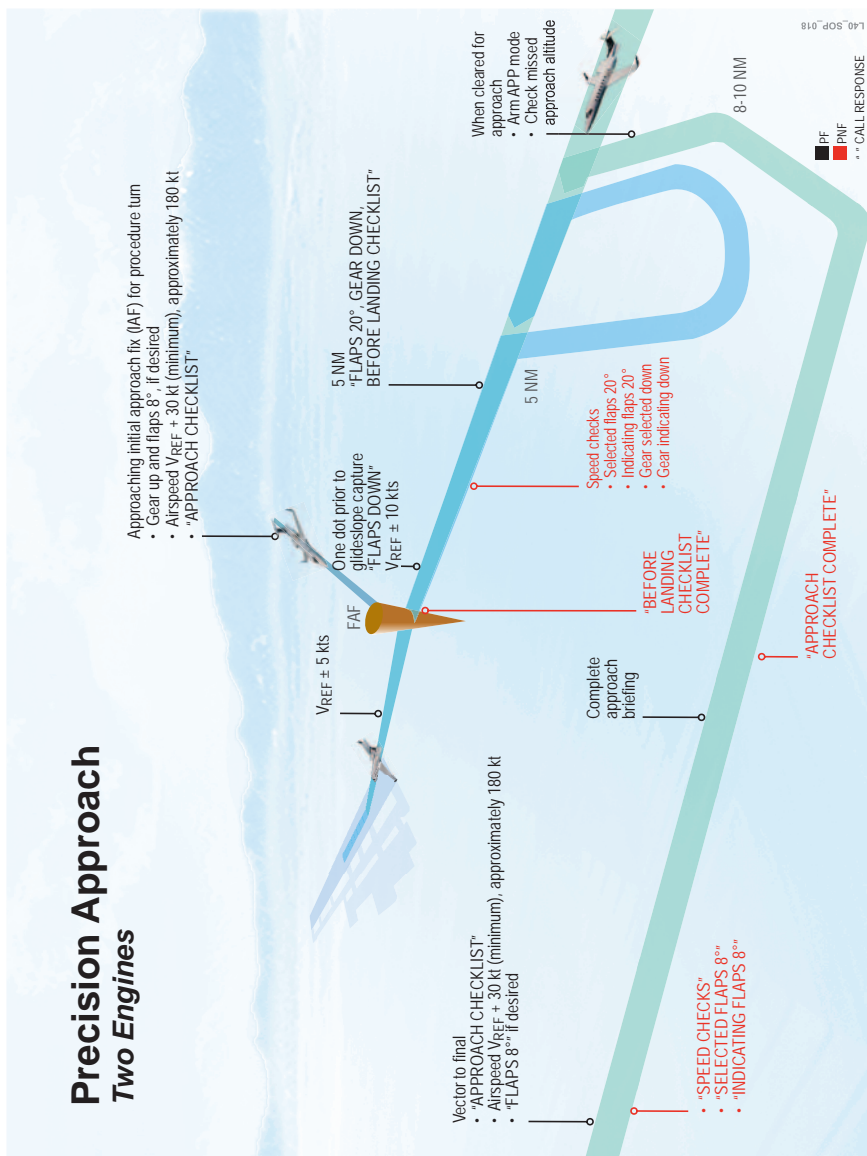 Precision Approach
Two Engines
Approaching initial approach fix (IAF) for procedure turn
• Gear up and flaps 8°, if desired
• Airspeed VREF + 30 kt (minimum), approximately 180 kt
• “APPROACH CHECKLIST”
VREF ± 5 kts
FAF
One dot prior to
glideslope capture
“FLAPS DOWN”
VREF ± 10 kts
5 NM
“FLAPS 20°, GEAR DOWN,
BEFORE LANDING CHECKLIST”
When cleared for
approach
• Arm APP mode
• Check missed
approach altitude
5 NM
8-10 NM
Vector to final
• “APPROACH CHECKLIST”
• Airspeed VREF + 30 kt (minimum), approximately 180 kt
• “FLAPS 8°” if desired
Complete
approach
briefing
“BEFORE
LANDING
CHECKLIST
COMPLETE”
Speed checks
• Selected flaps 20°
• Indicating flaps 20°
• Gear selected down
• Gear indicating down
• “SPEED CHECKS”
• “SELECTED FLAPS 8°”
• “INDICATING FLAPS 8°”
“APPROACH
CHECKLIST COMPLETE”
PF
PNF
“ ” CALL RESPONSE
L40_SOP_018